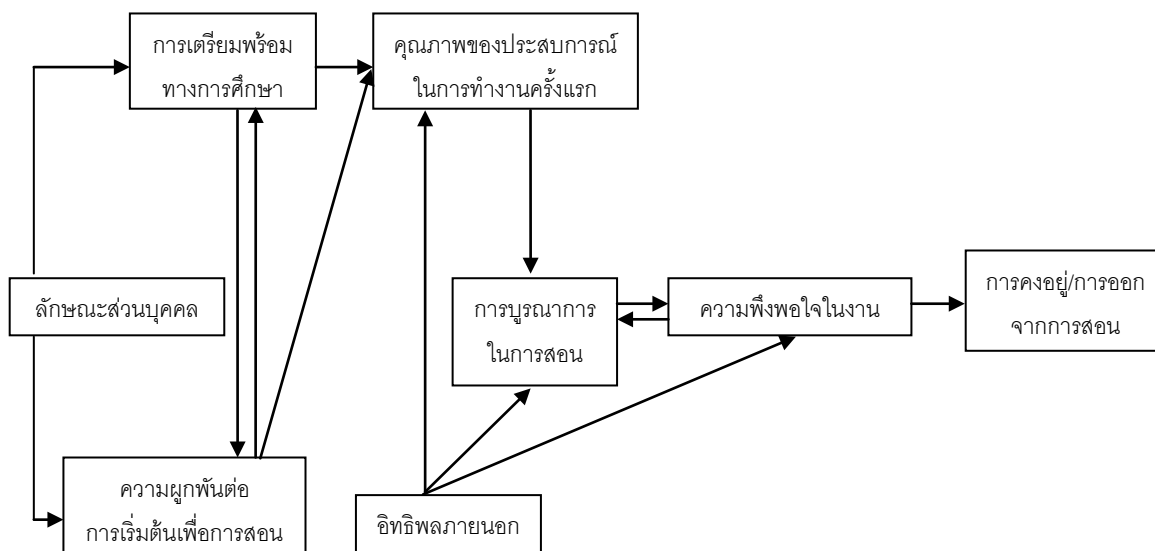 การเตรียมพร้อม
ทางการศึกษา
คุณภาพของประสบการณ์
ในการทำงานครั้งแรก
ลักษณะส่วนบุคคล
การบูรณาการ
ในการสอน
ความพึงพอใจในงาน
การคงอยู่/การออก
จากการสอน
ความผูกพันต่อ
การเริ่มต้นเพื่อการสอน
อิทธิพลภายนอก